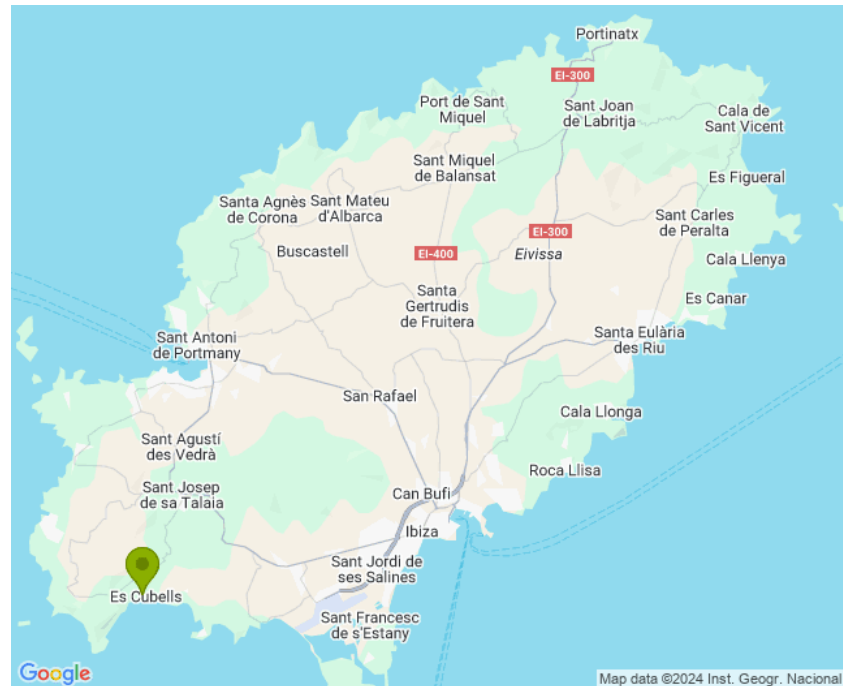 Portinatx
EI-300
Port de Sant
Miquel
Sant Joan
de Labritja
Cala de
Sant Vicent
Sant Miquel
de Balansat
Es Figueral
Santa Agnès
de Corona
Sant Mateu
d'Albarca
Sant Carles
de Peralta
EI-300
Buscastell
EI-400
Eivissa
Cala Llenya
Santa
Gertrudis
de Fruitera
Es Canar
Sant Antoni
de Portmany
Santa Eulària
des Riu
San Rafael
Cala Llonga
Sant Agustí
des Vedrà
Roca Llisa
Sant Josep
de sa Talaia
Can Bufi
Ibiza
Sant Jordi de
ses Salines
Es Cubells
Sant Francesc
de s'Estany
Google
Map data ©2024 Inst. Geogr. Nacional